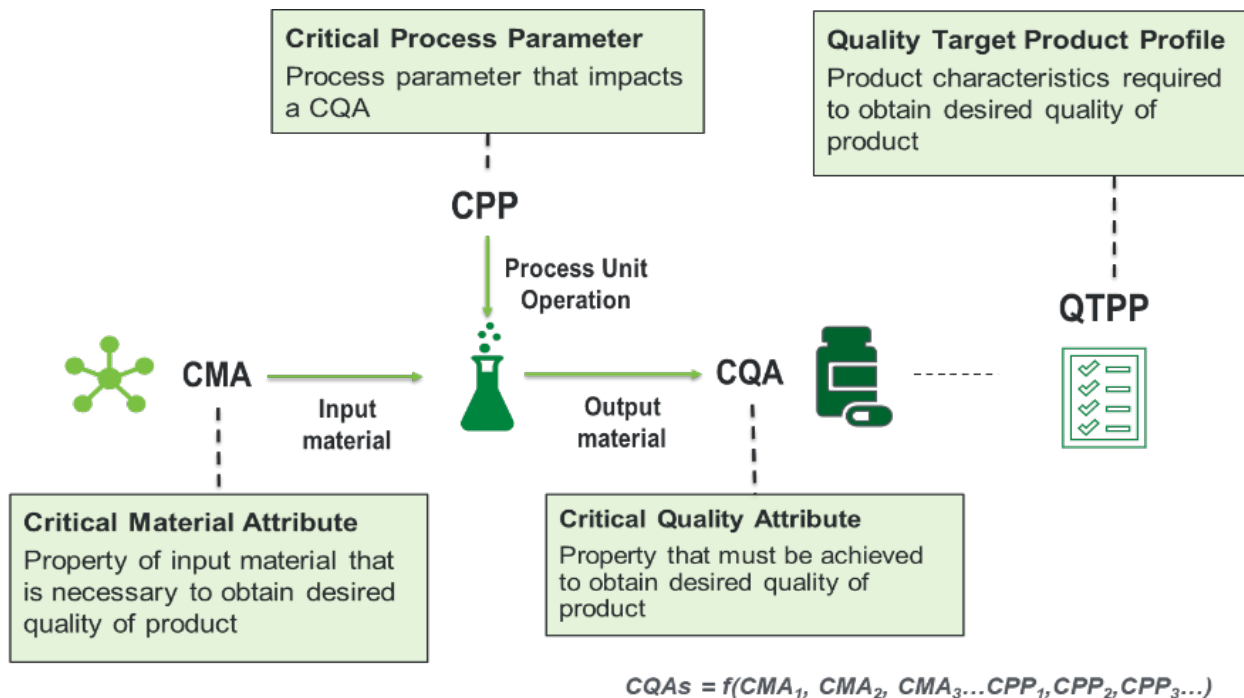 Critical Process Parameter
Process parameter that impacts
a CQA
Quality Target Product Profile
Product characteristics required
to obtain desired quality of
product
CPP
Process Unit
Operation
QTPP
CMA
Input
material
Output
material
CQA
Critical Material Attribute
Property of input material that
is necessary to obtain desired
quality of product
Critical Quality Attribute
Property that must be achieved
to obtain desired quality of
product
CQAs = f(CMA₁, CMA₂, CMA₃...CPP₁,CPP₂,CPP₃...)